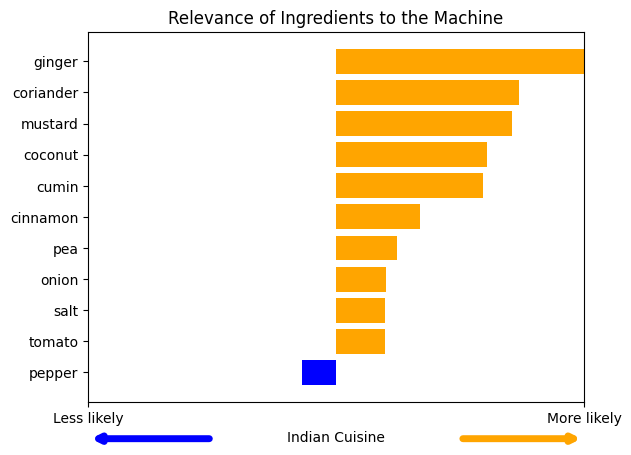 Relevance of Ingredients to the Machine
ginger
coriander
mustard
coconut
cumin
cinnamon
pea
onion
salt
tomato
pepper
Less likely
More likely
Indian Cuisine